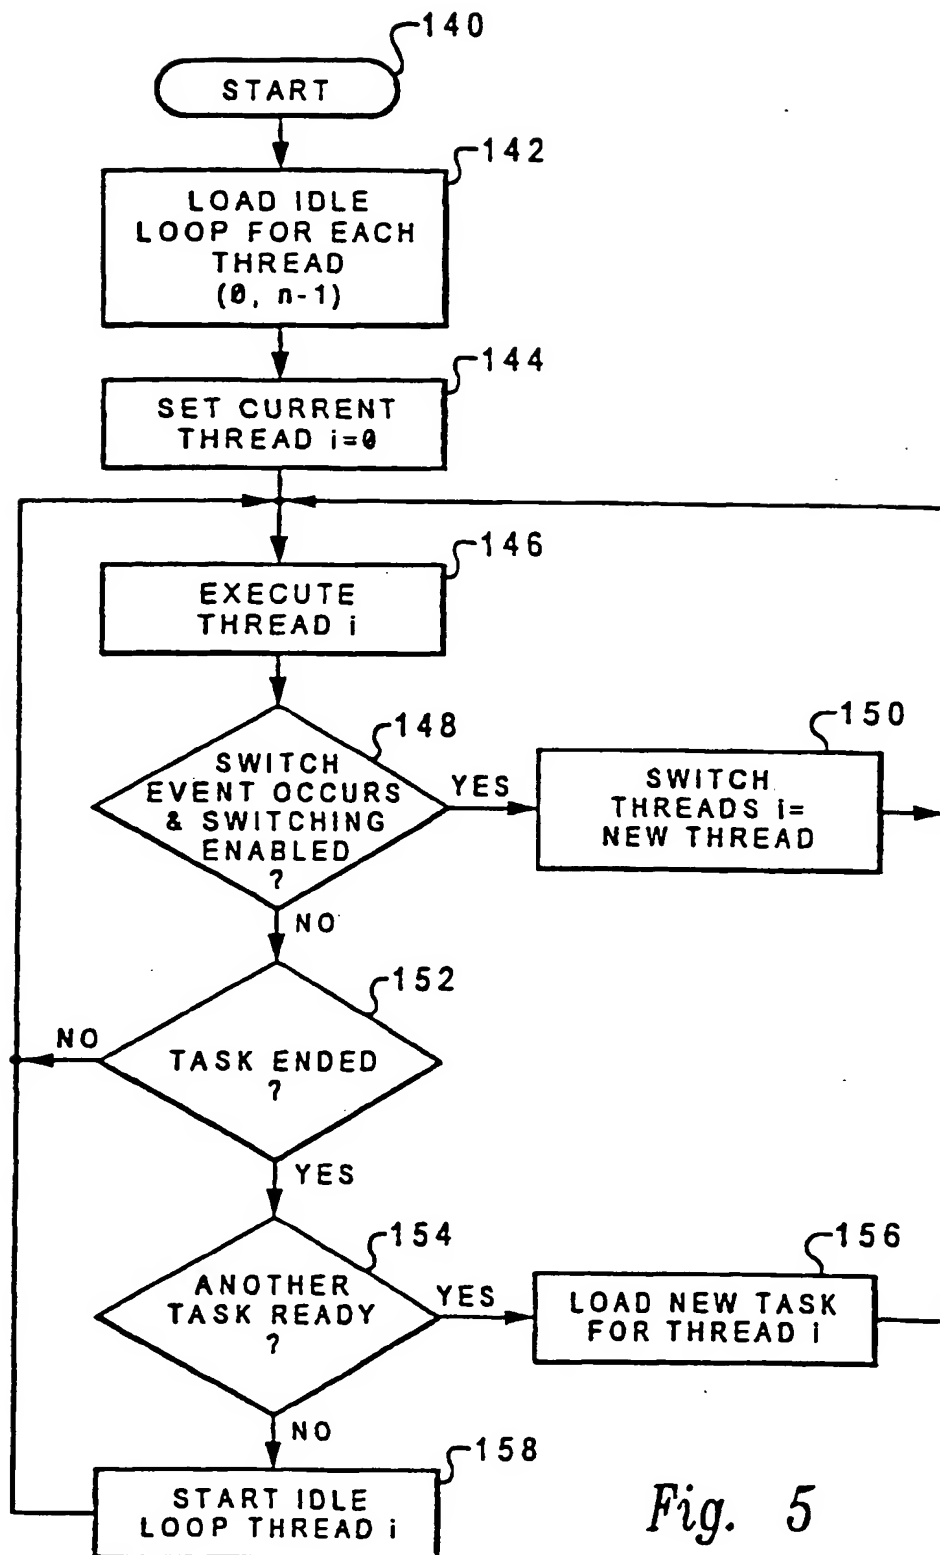 140
START
142
LOAD IDLE
LOOP FOR EACH
THREAD
(0, n-1)
144
SET CURRENT
THREAD i=0
146
EXECUTE
THREAD i
148
SWITCH
EVENT OCCURS
& SWITCHING
ENABLED
?
YES
150
SWITCH
THREADS i=
NEW THREAD
NO
152
TASK ENDED
?
NO
YES
154
ANOTHER
TASK READY
?
YES
156
LOAD NEW TASK
FOR THREAD i
NO
158
START IDLE
LOOP THREAD i
Fig. 5